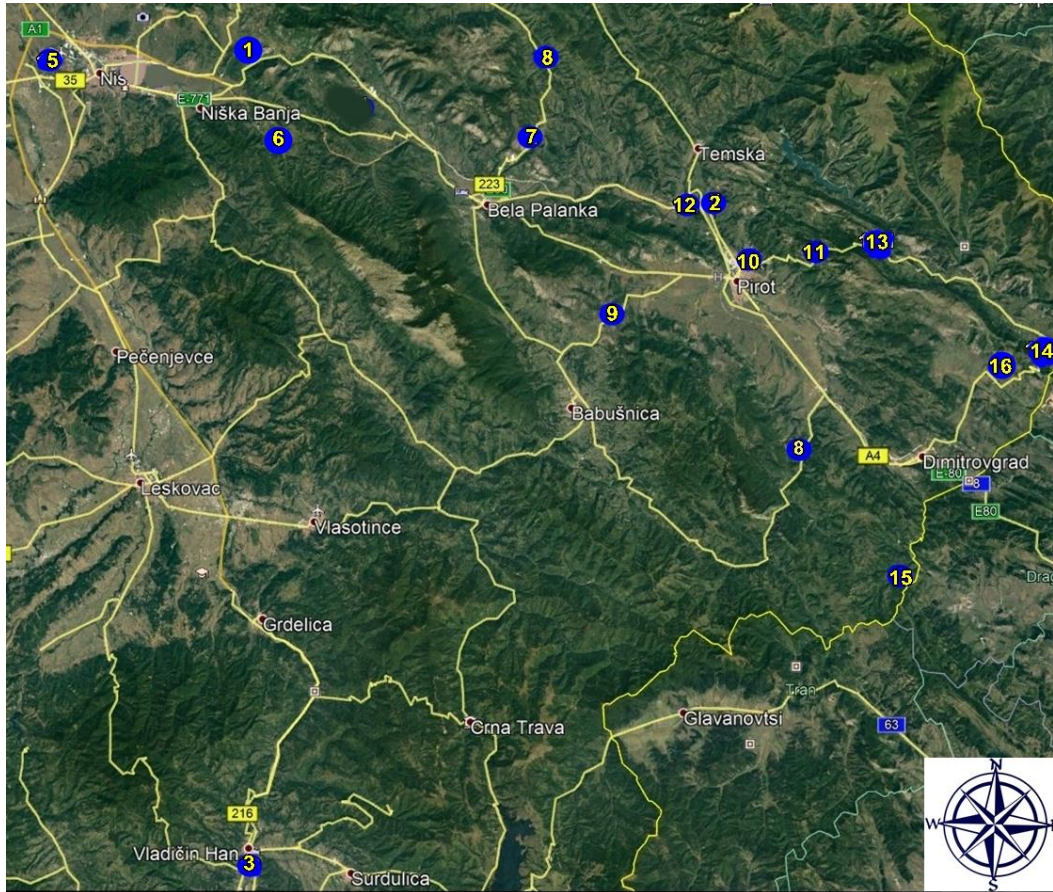 A1
1
5
8
35
Nis
E-771
Niška Banja
6
7
Temska
223
Bela Palanka
12
2
13
11
10
H
Pirot
9
14
16
Pečenjevce
Babušnica
8
A4
Dimitrovgrad
E-80
8
E80
Leskovac
Vlasotince
15
Grdelica
Tran
Crna Trava
Glavanovtsi
63
N
216
W
Vladičin Han
3
Surdulica
S